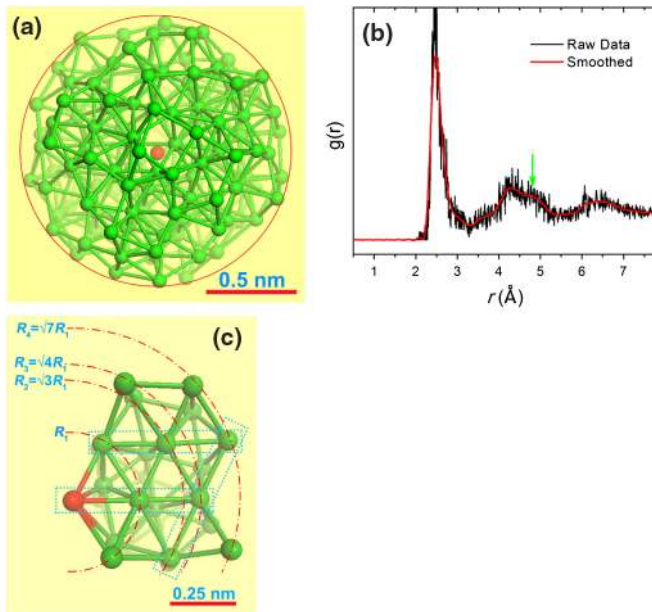 (a)
0.5 nm
(b)
Raw Data
Smoothed
g(r)
1 2 3 4 5 6 7
r (Å)
(c)
R₄=√7R₁
R₃=√4R₁
R₂=√3R₁
R₁
0.25 nm